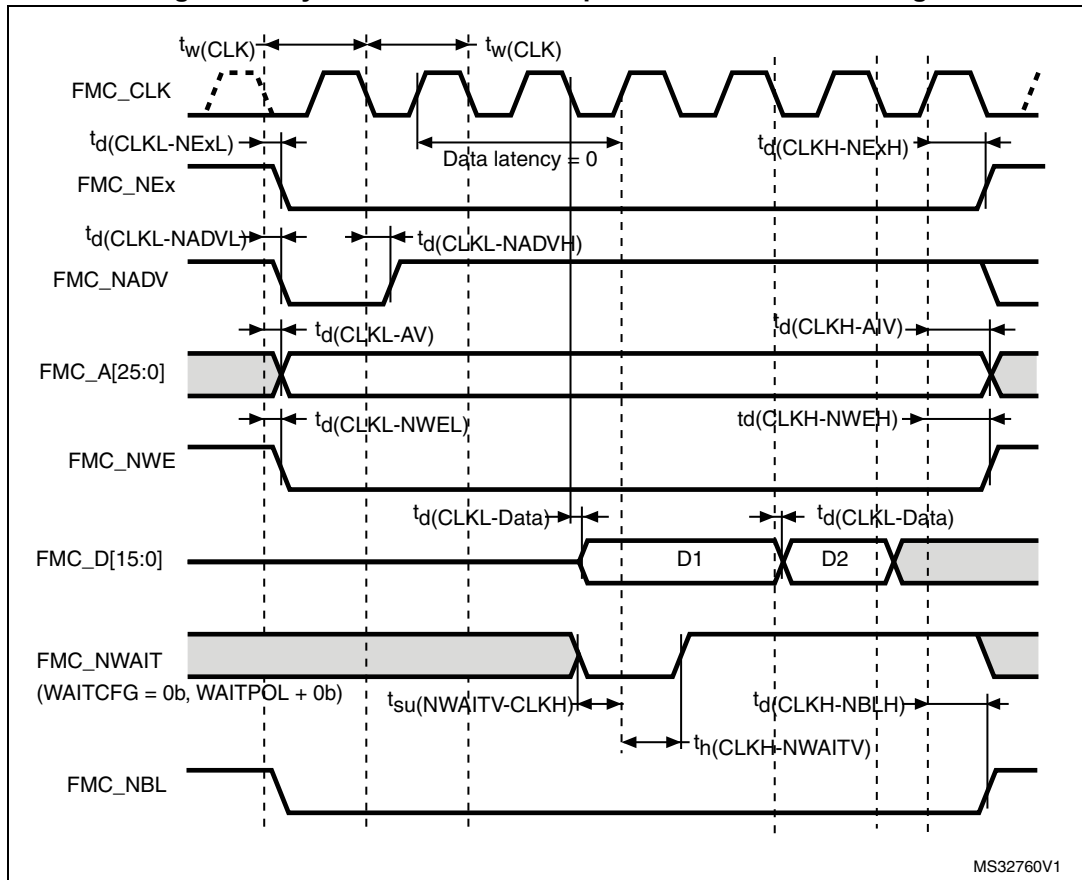 tw(CLK) tw(CLK)
FMC_CLK
td(CLKL-NExL) Data latency = 0 td(CLKH-NExH)
FMC_NEx
td(CLKL-NADVL) td(CLKL-NADVH)
FMC_NADV
td(CLKL-AV) td(CLKH-AIV)
FMC_A[25:0]
td(CLKL-NWEL) td(CLKH-NWEH)
FMC_NWE
td(CLKL-Data) td(CLKL-Data)
FMC_D[15:0] D1 D2
FMC_NWAIT
(WAITCFG = 0b, WAITPOL + 0b)
tsu(NWAITV-CLKH) td(CLKH-NBLH)
th(CLKH-NWAITV)
FMC_NBL
MS32760V1